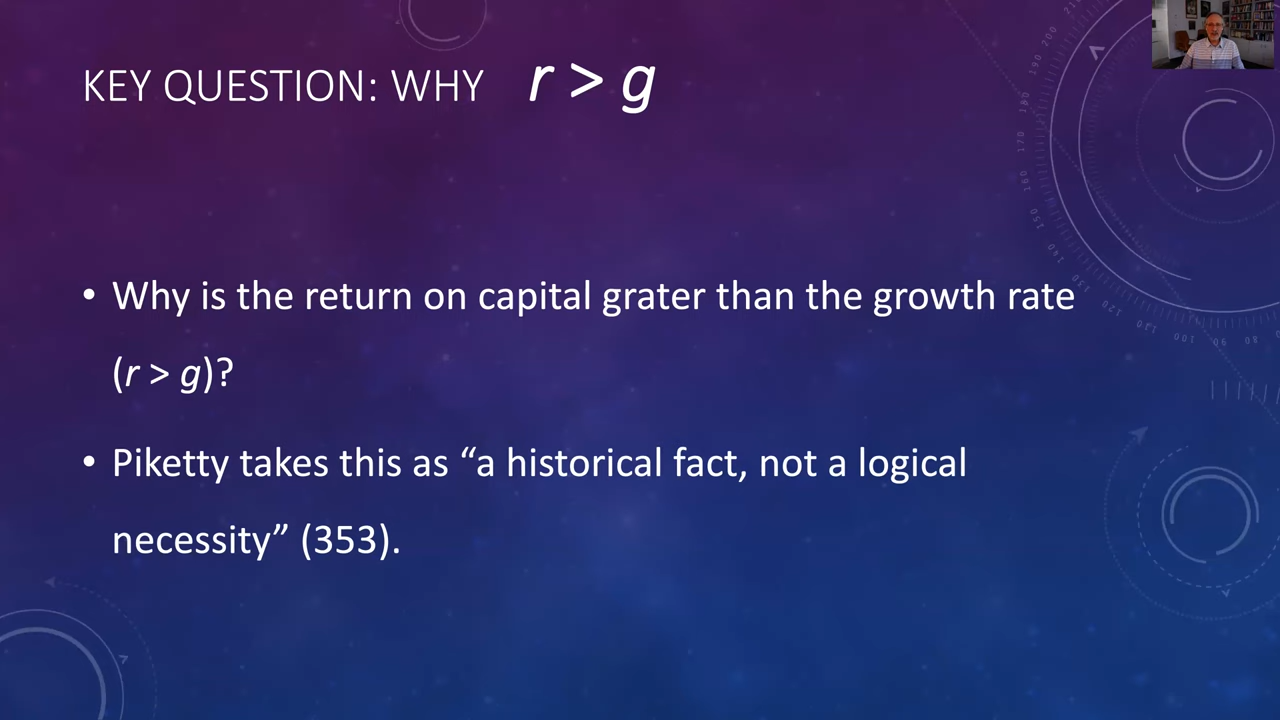 KEY QUESTION: WHY r > g
• Why is the return on capital grater than the growth rate
(r > g)?
• Piketty takes this as “a historical fact, not a logical
necessity” (353).